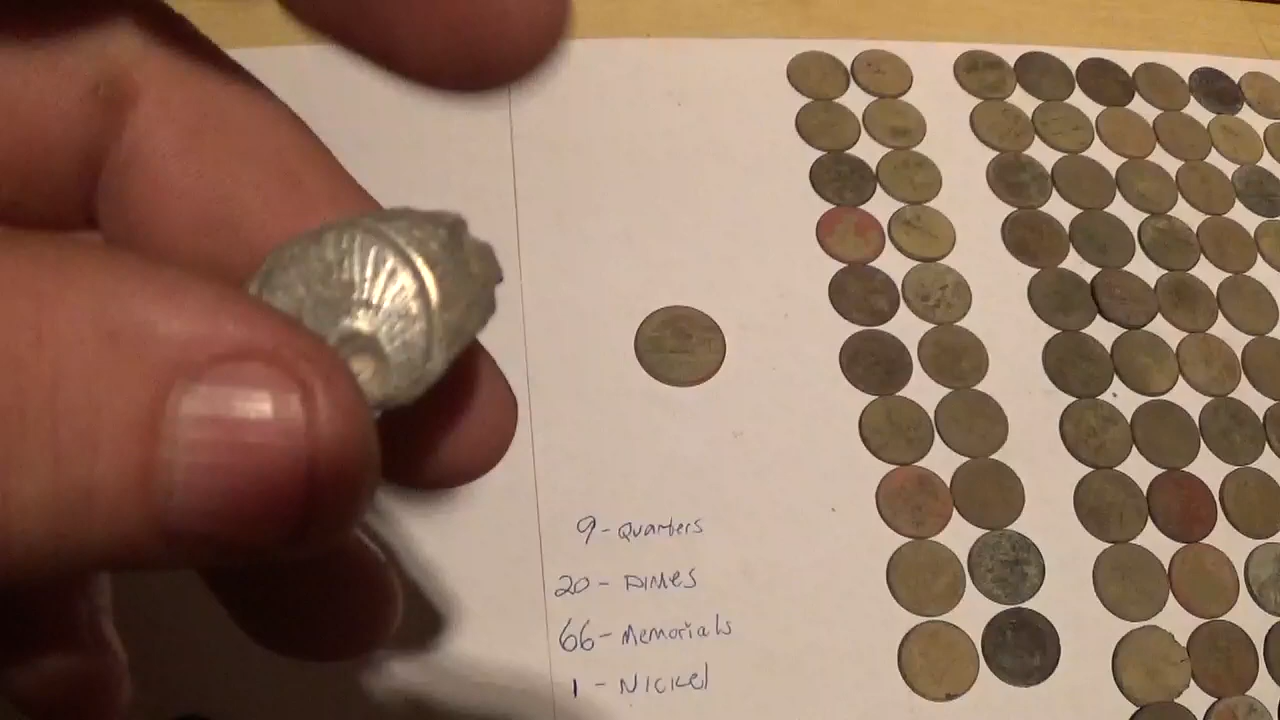 9 - Quarters
20 - DIMES
66 - Memorials
1 - NICKel